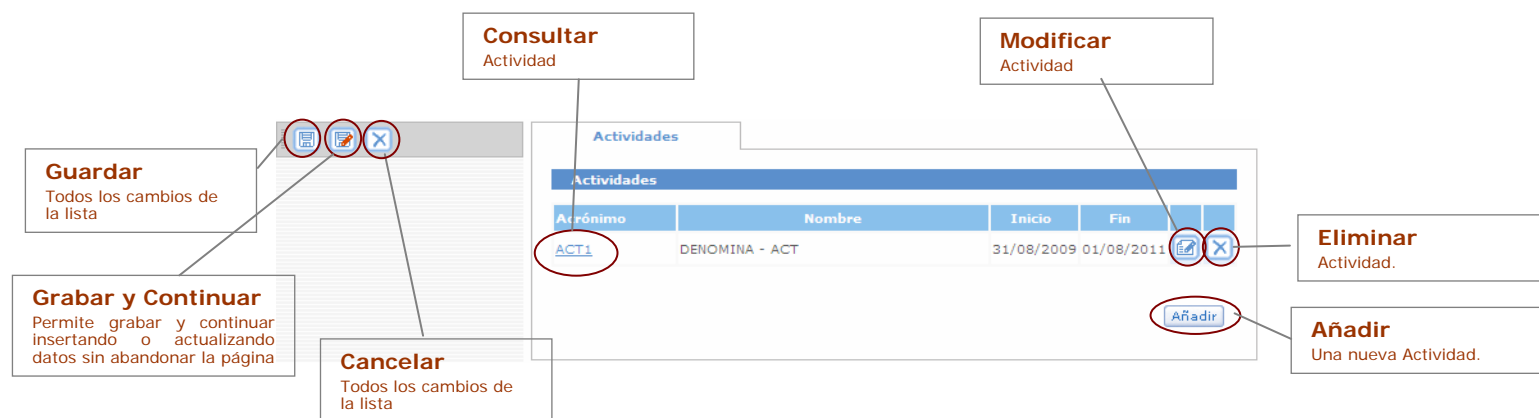 Consultar
Actividad
Modificar
Actividad
Guardar
Todos los cambios de
la lista
Grabar y Continuar
Permite grabar y continuar
insertando o actualizando
datos sin abandonar la página
Cancelar
Todos los cambios de
la lista
Actividades
Actividades
Acrónimo Nombre Inicio Fin
ACT1 DENOMINA - ACT 31/08/2009 01/08/2011
Añadir
Eliminar
Actividad.
Añadir
Una nueva Actividad.